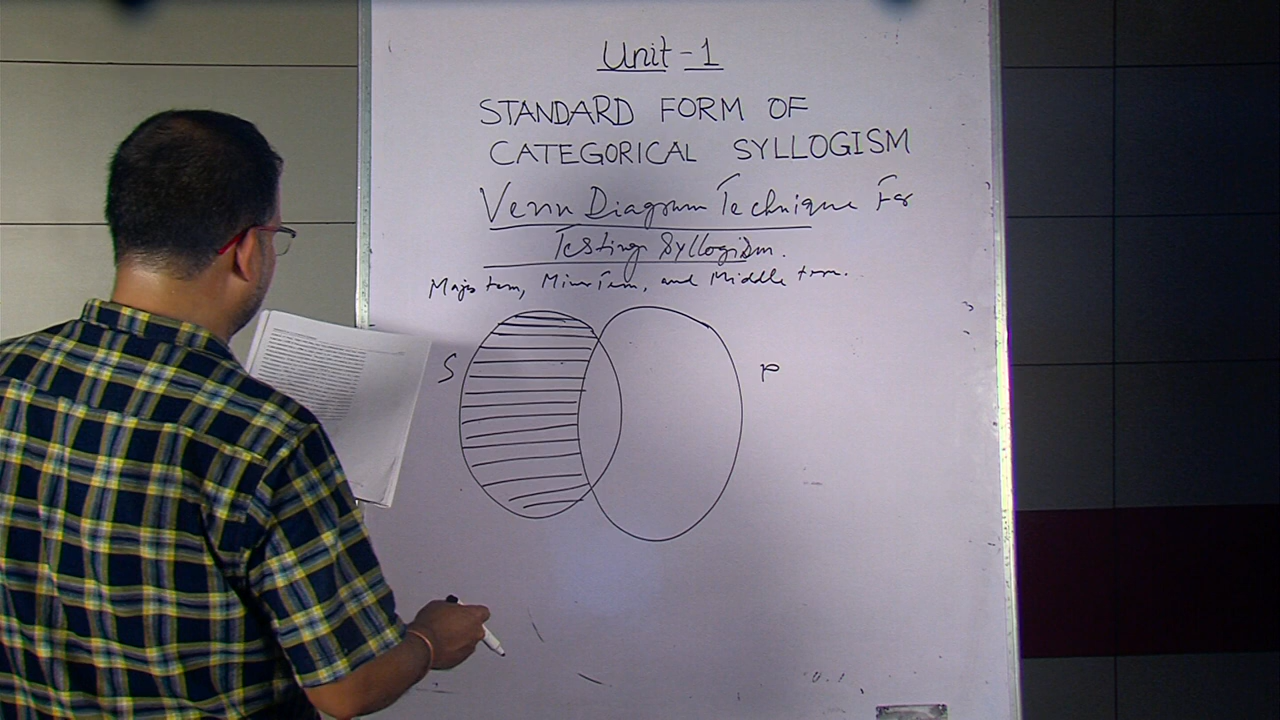 Unit - 1
STANDARD FORM OF
CATEGORICAL SYLLOGISM
Venn Diagram Technique For
Testing Syllogism.
Major term, Minor Term, and Middle term.
S
P